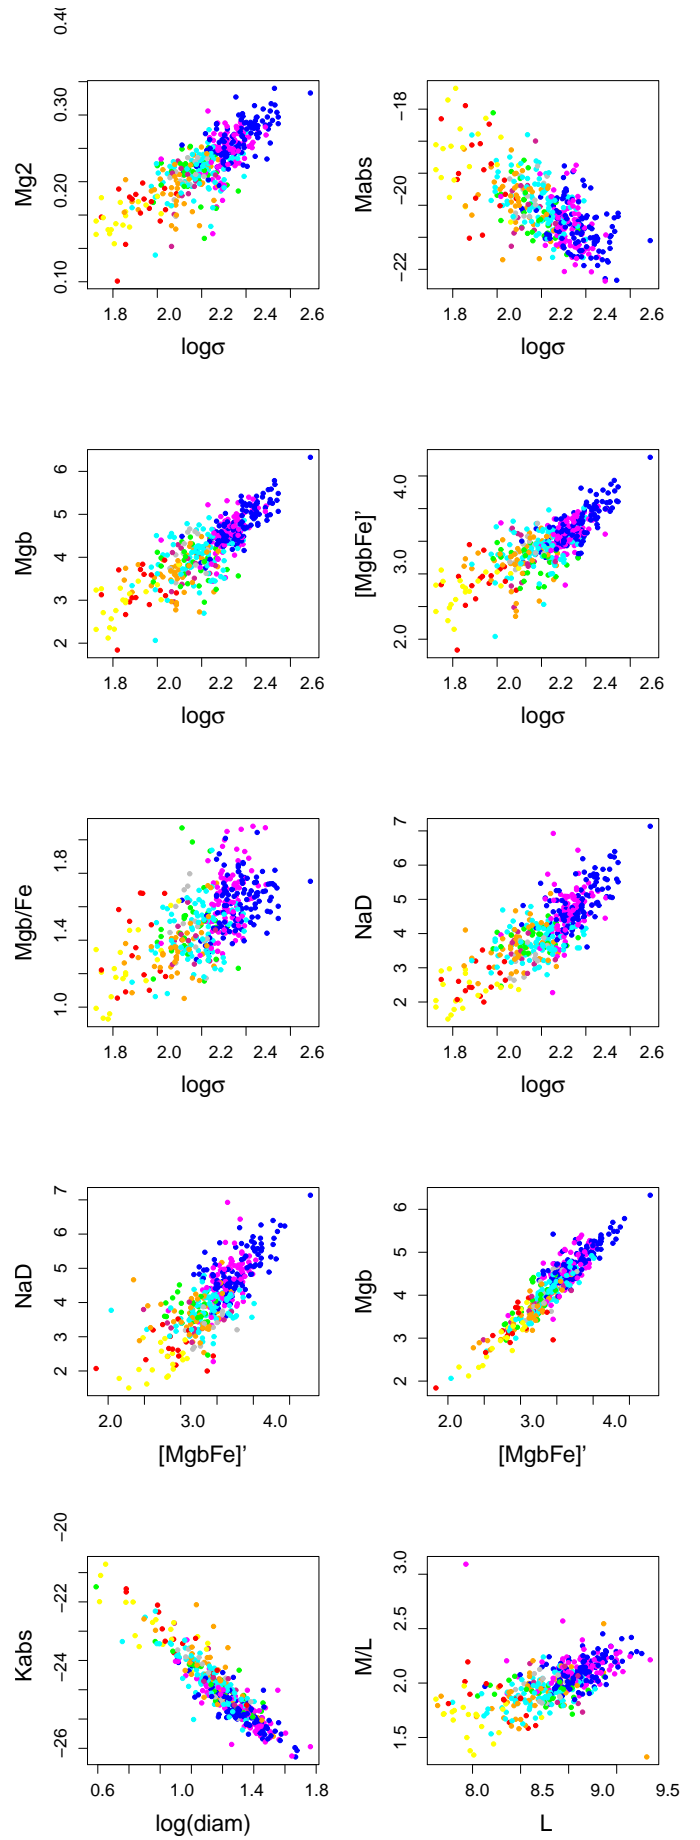 0.4
0.30
0.20
0.10
Mg2
1.8 2.0 2.2 2.4 2.6
logσ
−18
−20
−22
Mabs
1.8 2.0 2.2 2.4 2.6
logσ
6
5
4
3
2
Mgb
1.8 2.0 2.2 2.4 2.6
logσ
4.0
3.0
2.0
[MgbFe]'
1.8 2.0 2.2 2.4 2.6
logσ
1.8
1.4
1.0
Mgb/Fe
1.8 2.0 2.2 2.4 2.6
logσ
7
6
5
4
3
2
NaD
1.8 2.0 2.2 2.4 2.6
logσ
7
6
5
4
3
2
NaD
2.0 3.0 4.0
[MgbFe]'
6
5
4
3
2
Mgb
2.0 3.0 4.0
[MgbFe]'
−20
−22
−24
−26
Kabs
0.6 1.0 1.4 1.8
log(diam)
3.0
2.5
2.0
1.5
M/L
8.0 8.5 9.0 9.5
L